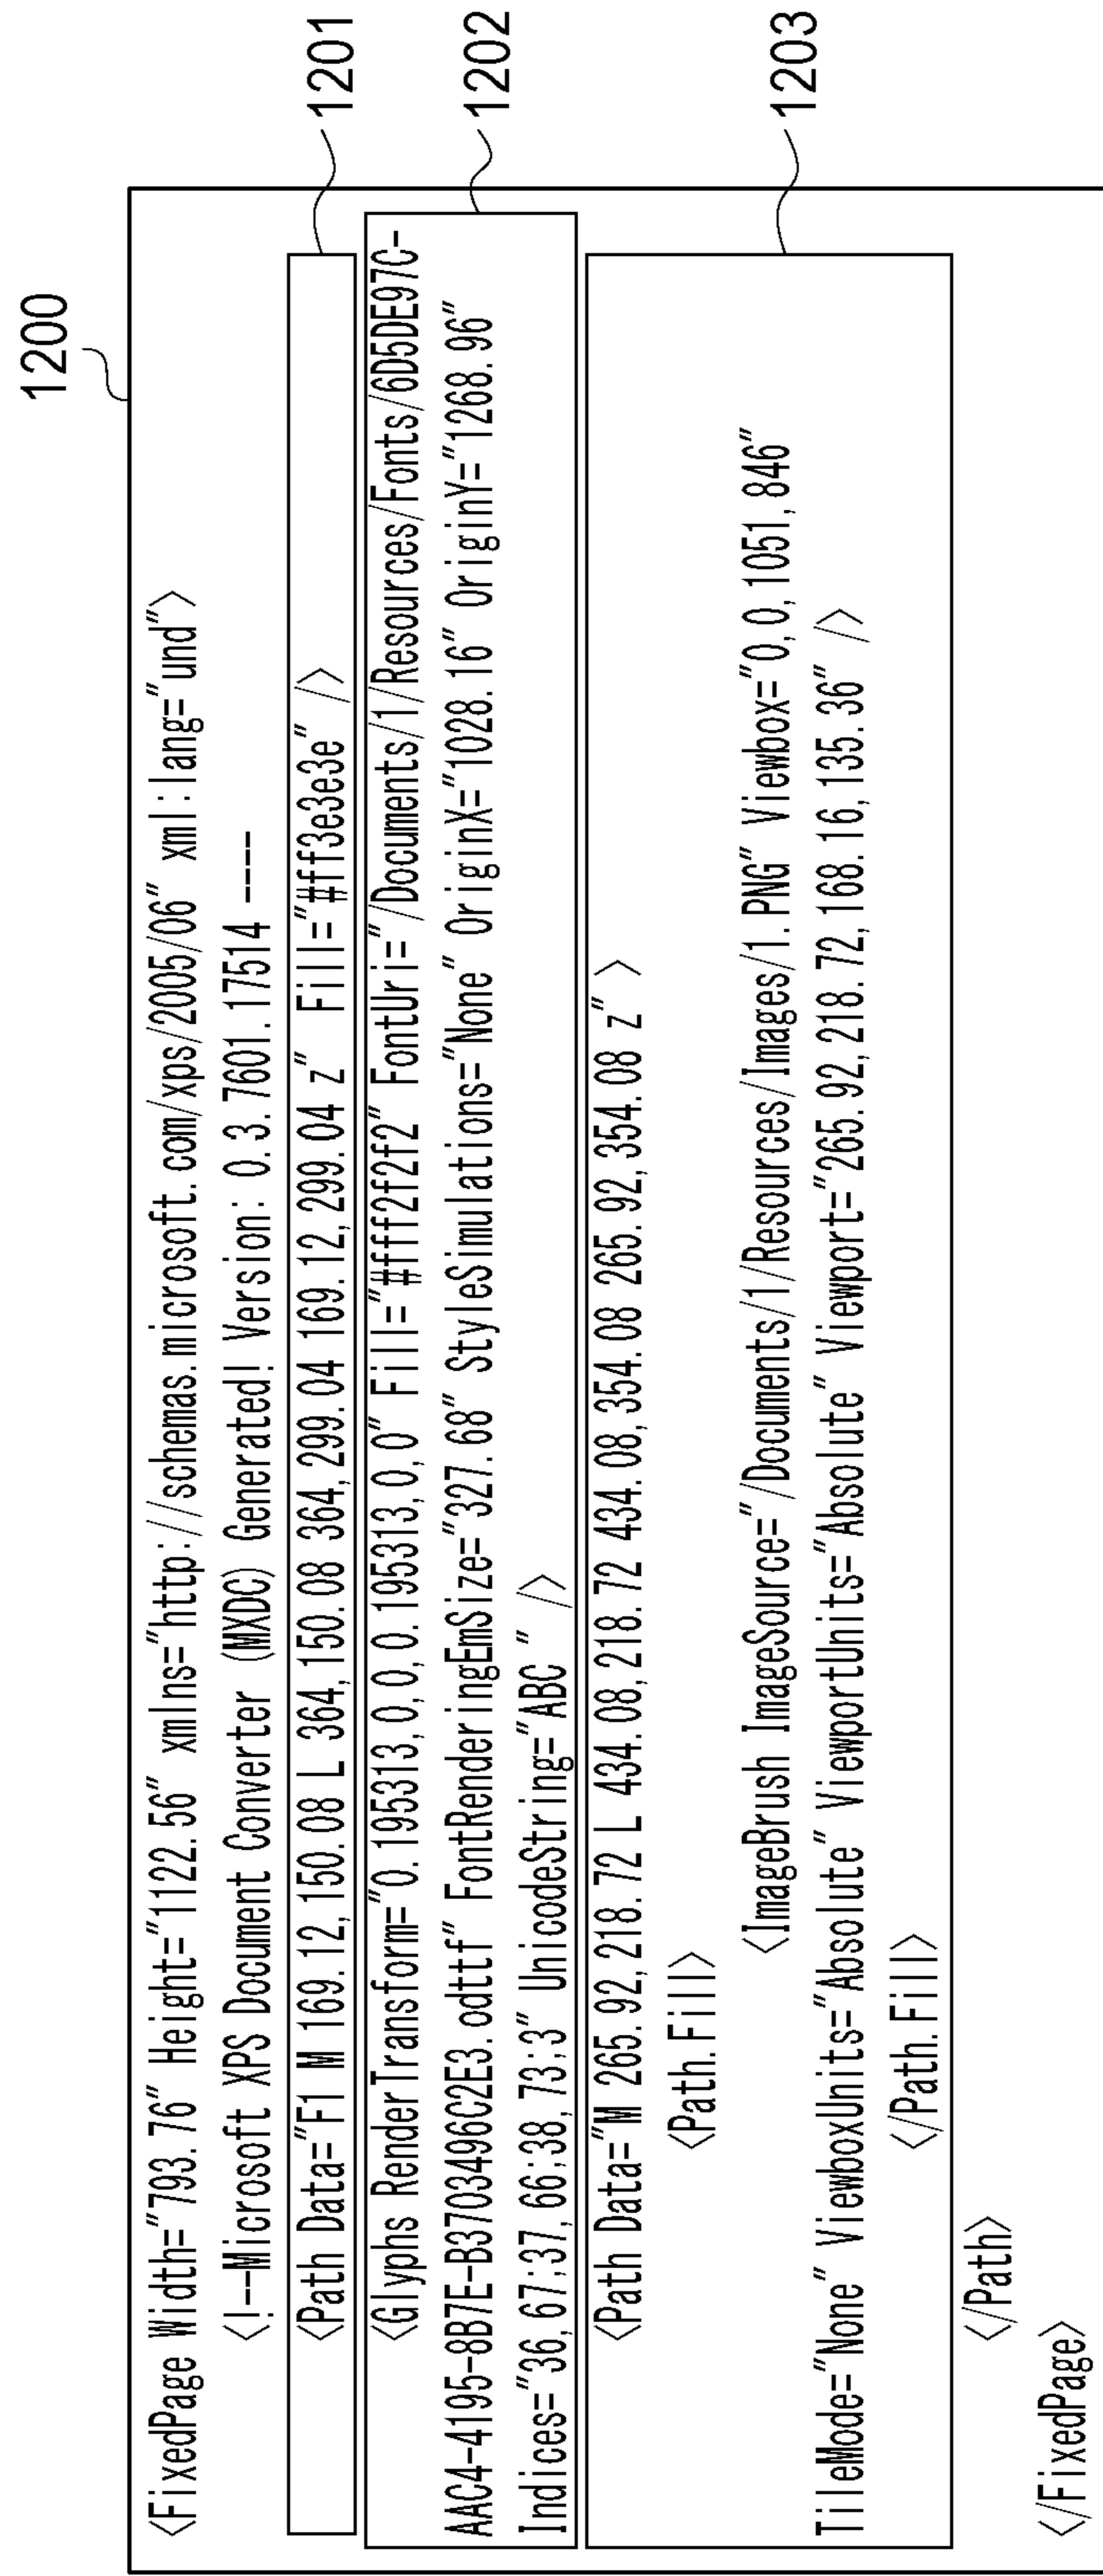 1200
<FixedPage Width="793.76" Height="1122.56" xmlns="http://schemas.microsoft.com/xps/2005/06" xml:lang="und">
<!--Microsoft XPS Document Converter (MXDC) Generated! Version: 0.3.7601.17514 ----
<Path Data="F1 M 169.12,150.08 L 364,150.08 364,299.04 169.12,299.04 z" Fill="#ff3e3e3e" />
1201
<Glyphs RenderTransform="0.195313,0,0,0.195313,0,0" Fill="#fff2f2f2" FontUri="/Documents/1/Resources/Fonts/6D5DE97C-
AAC4-4195-8B7E-B3703496C2E3.odttf" FontRenderingEmSize="327.68" StyleSimulations="None" OriginX="1028.16" OriginY="1268.96"
Indices="36,67;37,66;38,73;3" UnicodeString="ABC " />
1202
<Path Data="M 265.92,218.72 L 434.08,218.72 434.08,354.08 265.92,354.08 z">
<Path.Fill>
<ImageBrush ImageSource="/Documents/1/Resources/Images/1.PNG" Viewbox="0,0,1051,846"
TileMode="None" ViewboxUnits="Absolute" ViewportUnits="Absolute" Viewport="265.92,218.72,168.16,135.36" />
</Path.Fill>
1203
</Path>
</FixedPage>